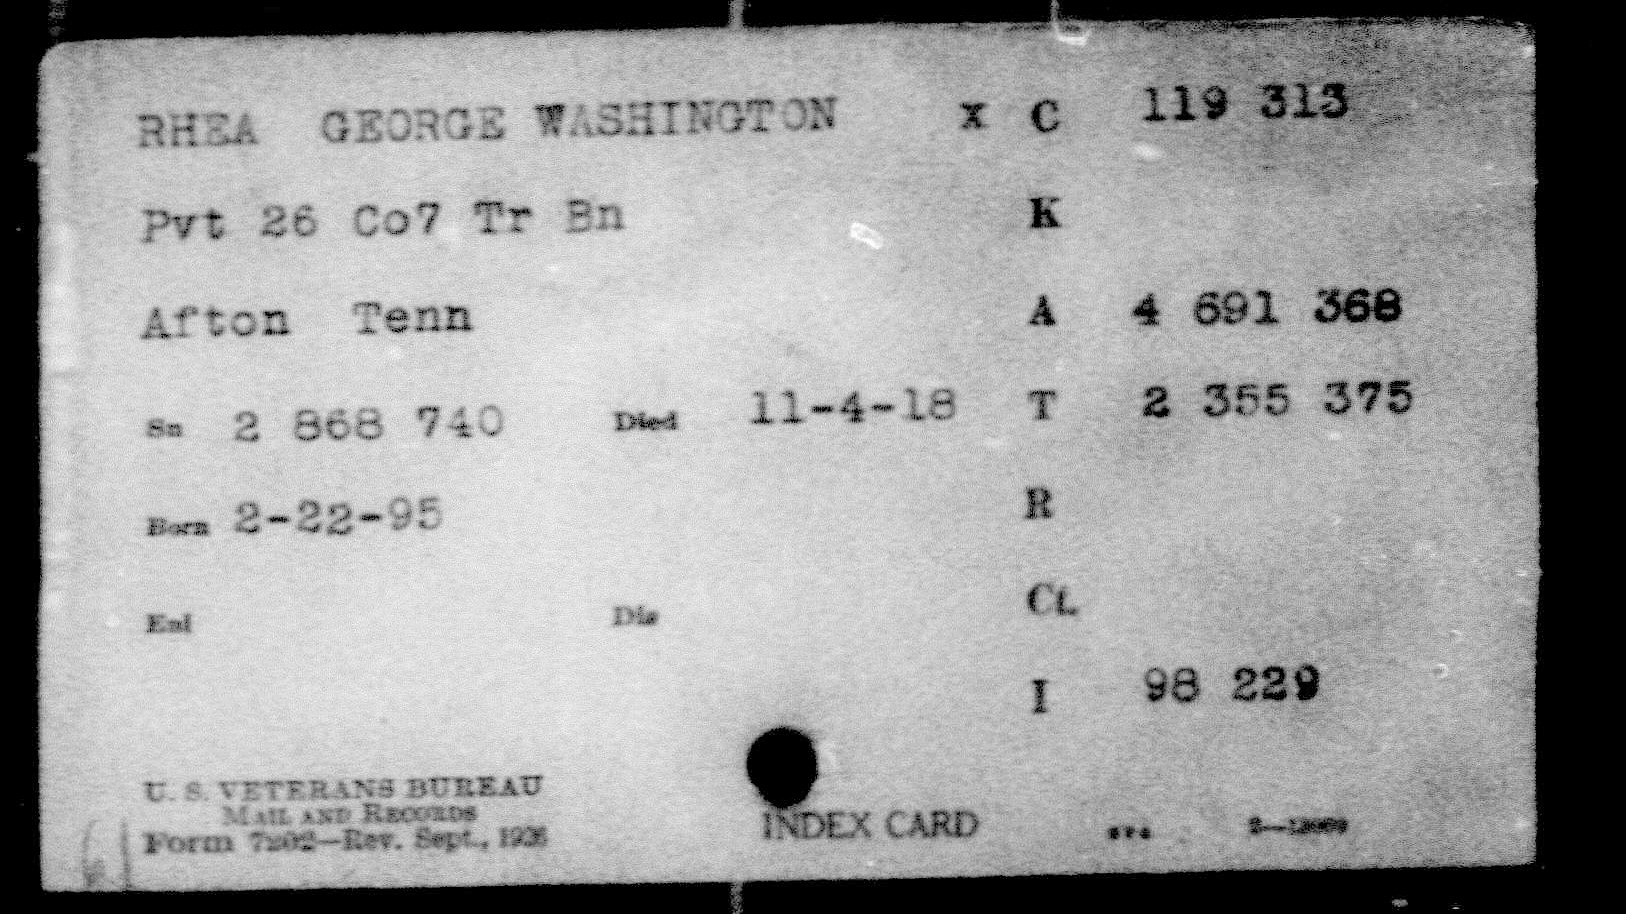 RHEA GEORGE WASHINGTON x C 119 313
Pvt 26 Co7 Tr Bn K
Afton Tenn A 4 691 368
Sn 2 868 740 Died 11-4-18 T 2 355 375
Born 2-22-95 R
Enl Dis Ct.
I 98 229
U. S. VETERANS BUREAU
MAIL AND RECORDS
Form 7202—Rev. Sept., 1926
INDEX CARD